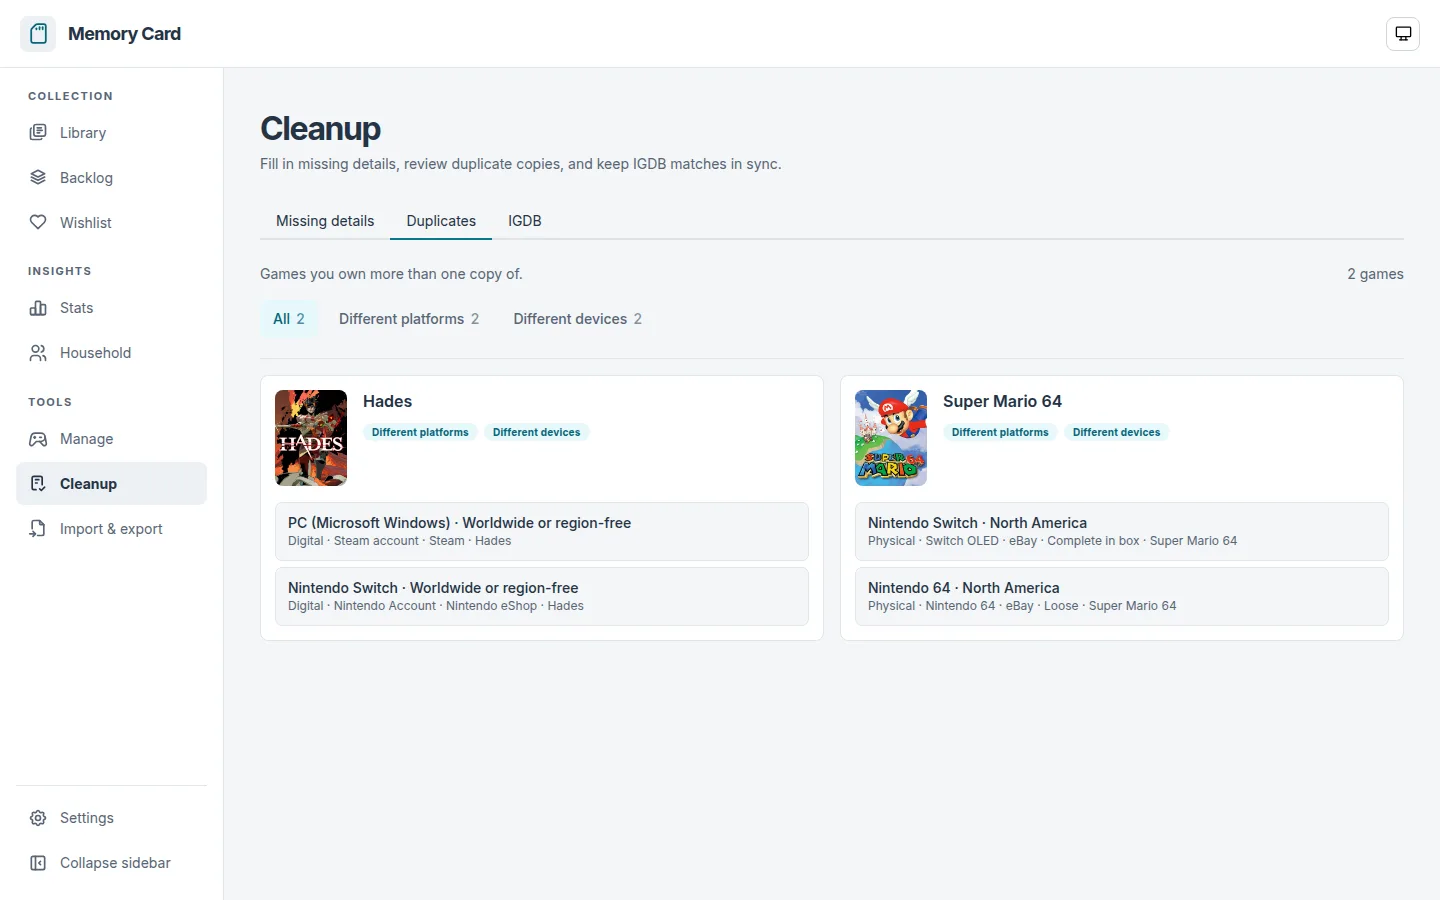 Memory Card
COLLECTION
Library
Backlog
Wishlist
INSIGHTS
Stats
Household
TOOLS
Manage
Cleanup
Import & export
Settings
Collapse sidebar
Cleanup
Fill in missing details, review duplicate copies, and keep IGDB matches in sync.
Missing details Duplicates IGDB
Games you own more than one copy of. 2 games
All 2 Different platforms 2 Different devices 2
HADES
Hades
Different platforms Different devices
PC (Microsoft Windows) · Worldwide or region-free
Digital · Steam account · Steam · Hades
Nintendo Switch · Worldwide or region-free
Digital · Nintendo Account · Nintendo eShop · Hades
SUPER MARIO 64
Super Mario 64
Different platforms Different devices
Nintendo Switch · North America
Physical · Switch OLED · eBay · Complete in box · Super Mario 64
Nintendo 64 · North America
Physical · Nintendo 64 · eBay · Loose · Super Mario 64